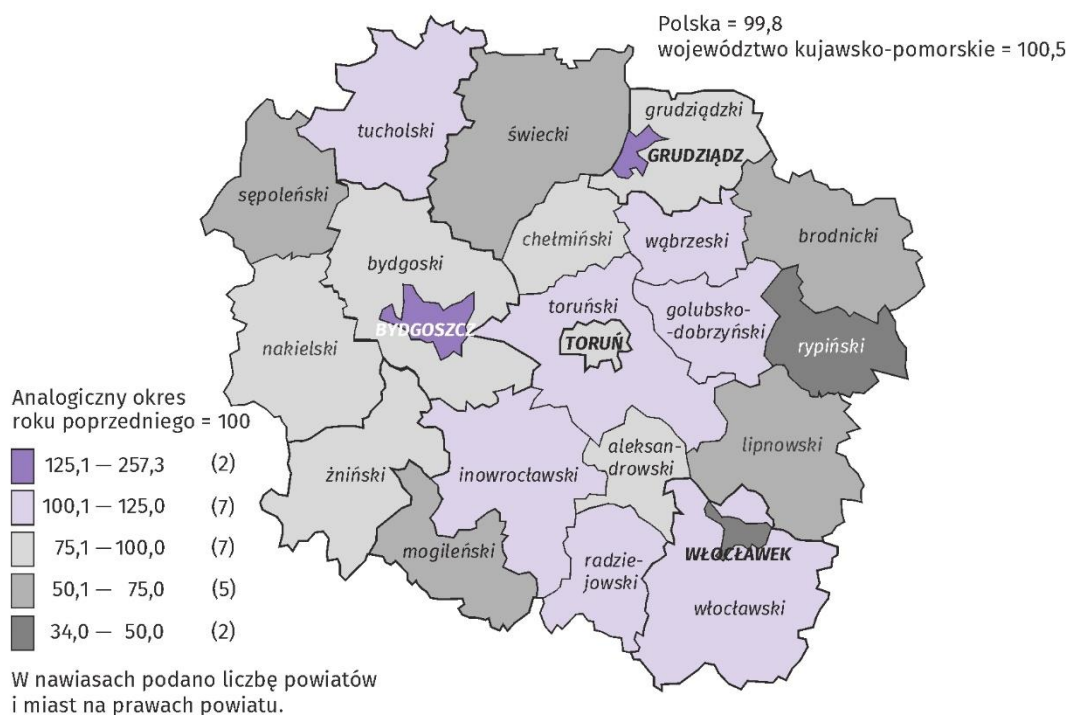 Polska = 99,8
województwo kujawsko-pomorskie = 100,5
tucholski
świecki
grudziądzki
GRUDZIĄDZ
sępoleński
chełmiński
wąbrzeski
brodnicki
bydgoski
BYDGOSZCZ
toruński
TORUŃ
golubsko-
-dobrzyński
rypiński
nakielski
żniński
inowrocławski
aleksan-
drowski
lipnowski
mogileński
radzie-
jowski
WŁOCŁAWEK
włocławski
Analogiczny okres
roku poprzedniego = 100
125,1 — 257,3 (2)
100,1 — 125,0 (7)
75,1 — 100,0 (7)
50,1 — 75,0 (5)
34,0 — 50,0 (2)
W nawiasach podano liczbę powiatów
i miast na prawach powiatu.